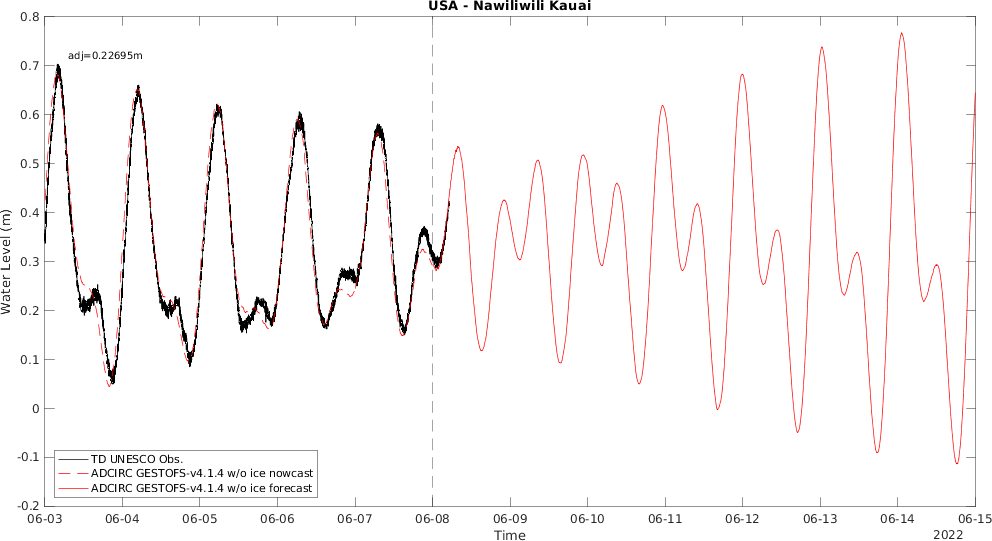 USA - Nawiliwili Kauai
0.8
0.7
0.6
0.5
0.4
0.3
0.2
0.1
0
-0.1
-0.2
Water Level (m)
adj=0.22695m
TD UNESCO Obs.
ADCIRC GESTOFS-v4.1.4 w/o ice nowcast
ADCIRC GESTOFS-v4.1.4 w/o ice forecast
06-03 06-04 06-05 06-06 06-07 06-08 06-09 06-10 06-11 06-12 06-13 06-14 06-15
Time
2022